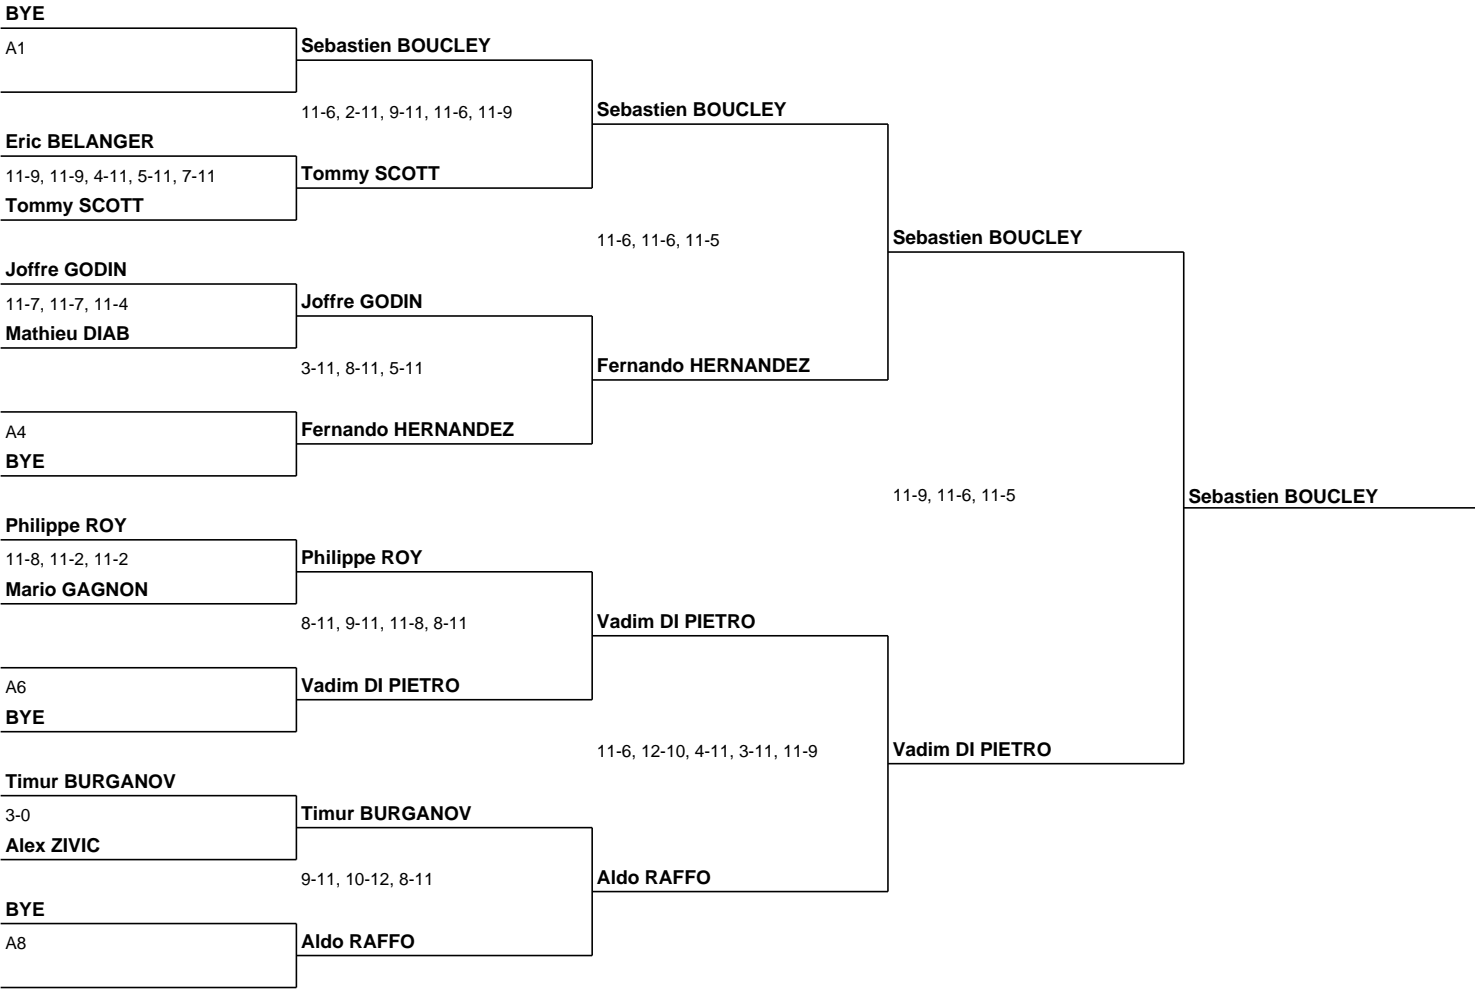 BYE
A1
Sebastien BOUCLEY
11-6, 2-11, 9-11, 11-6, 11-9
Sebastien BOUCLEY
Eric BELANGER
11-9, 11-9, 4-11, 5-11, 7-11
Tommy SCOTT
Tommy SCOTT
11-6, 11-6, 11-5
Sebastien BOUCLEY
Joffre GODIN
11-7, 11-7, 11-4
Mathieu DIAB
Joffre GODIN
3-11, 8-11, 5-11
Fernando HERNANDEZ
A4
BYE
Fernando HERNANDEZ
11-9, 11-6, 11-5
Sebastien BOUCLEY
Philippe ROY
11-8, 11-2, 11-2
Mario GAGNON
Philippe ROY
8-11, 9-11, 11-8, 8-11
Vadim DI PIETRO
A6
BYE
Vadim DI PIETRO
11-6, 12-10, 4-11, 3-11, 11-9
Vadim DI PIETRO
Timur BURGANOV
3-0
Alex ZIVIC
Timur BURGANOV
9-11, 10-12, 8-11
Aldo RAFFO
BYE
A8
Aldo RAFFO